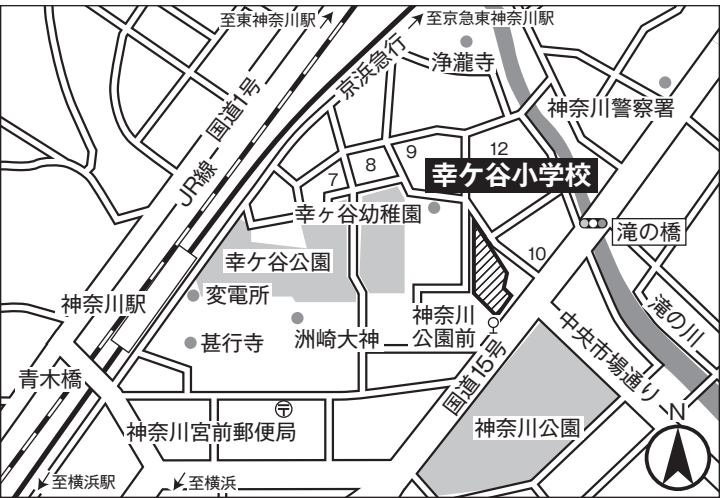 至東神奈川駅
至京急東神奈川駅
国道1号
京浜急行
浄瀧寺
神奈川警察署
JR線
7
8
9
12
幸ケ谷小学校
幸ヶ谷幼稚園
滝の橋
幸ケ谷公園
10
変電所
神奈川駅
洲崎大神
神奈川
公園前
滝の川
甚行寺
中央市場通り
国道15号
青木橋
神奈川宮前郵便局
神奈川公園
N
至横浜駅
至横浜